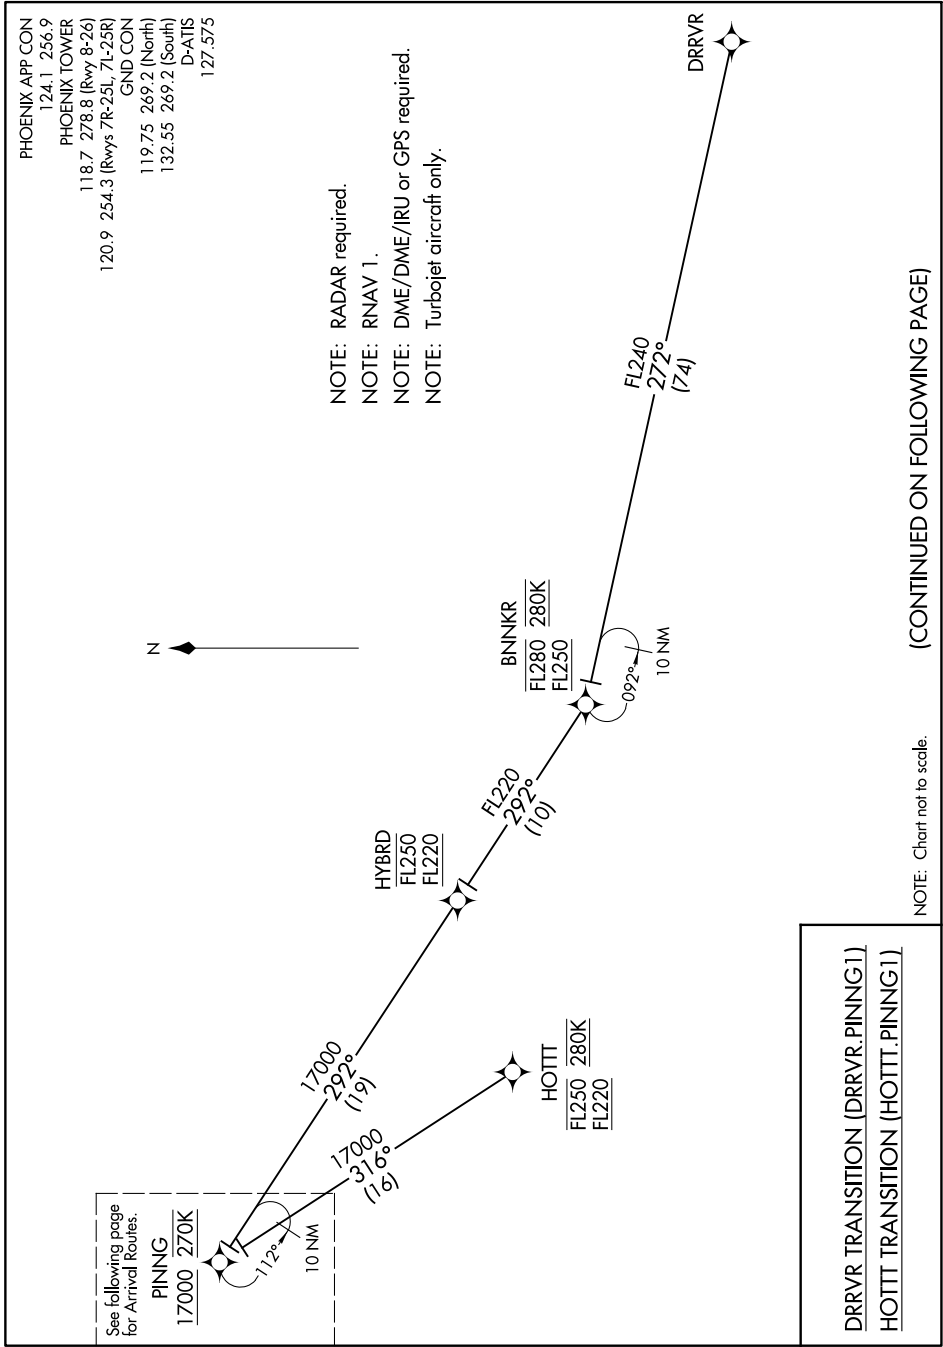 PHOENIX APP CON
124.1 256.9
PHOENIX TOWER
118.7 278.8 (Rwy 8-26)
120.9 254.3 (Rwys 7R-25L, 7L-25R)
GND CON
119.75 269.2 (North)
132.55 269.2 (South)
D-ATIS
127.575
NOTE: RADAR required.
NOTE: RNAV 1.
NOTE: DME/DME/IRU or GPS required.
NOTE: Turbojet aircraft only.
N
See following page
for Arrival Routes.
PINNG
17000 270K
112°
10 NM
17000
292°
(19)
17000
316°
(16)
HYBRD
FL250
FL220
HOTTT
FL250 280K
FL220
FL220
292°
(10)
BNNKR
FL280 280K
FL250
092°
10 NM
FL240
272°
(74)
DRRVR
DRRVR TRANSITION (DRRVR.PINNG1)
HOTTT TRANSITION (HOTTT.PINNG1)
NOTE: Chart not to scale.
(CONTINUED ON FOLLOWING PAGE)